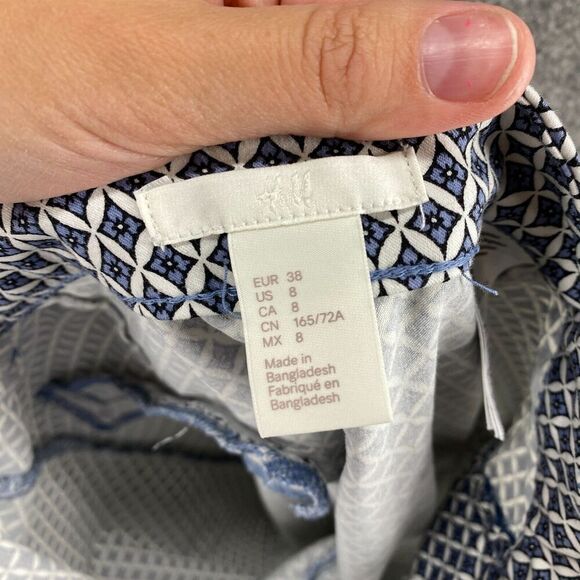 H&M
EUR 38
US 8
CA 8
CN 165/72A
MX 8
Made in
Bangladesh
Fabriqué en
Bangladesh